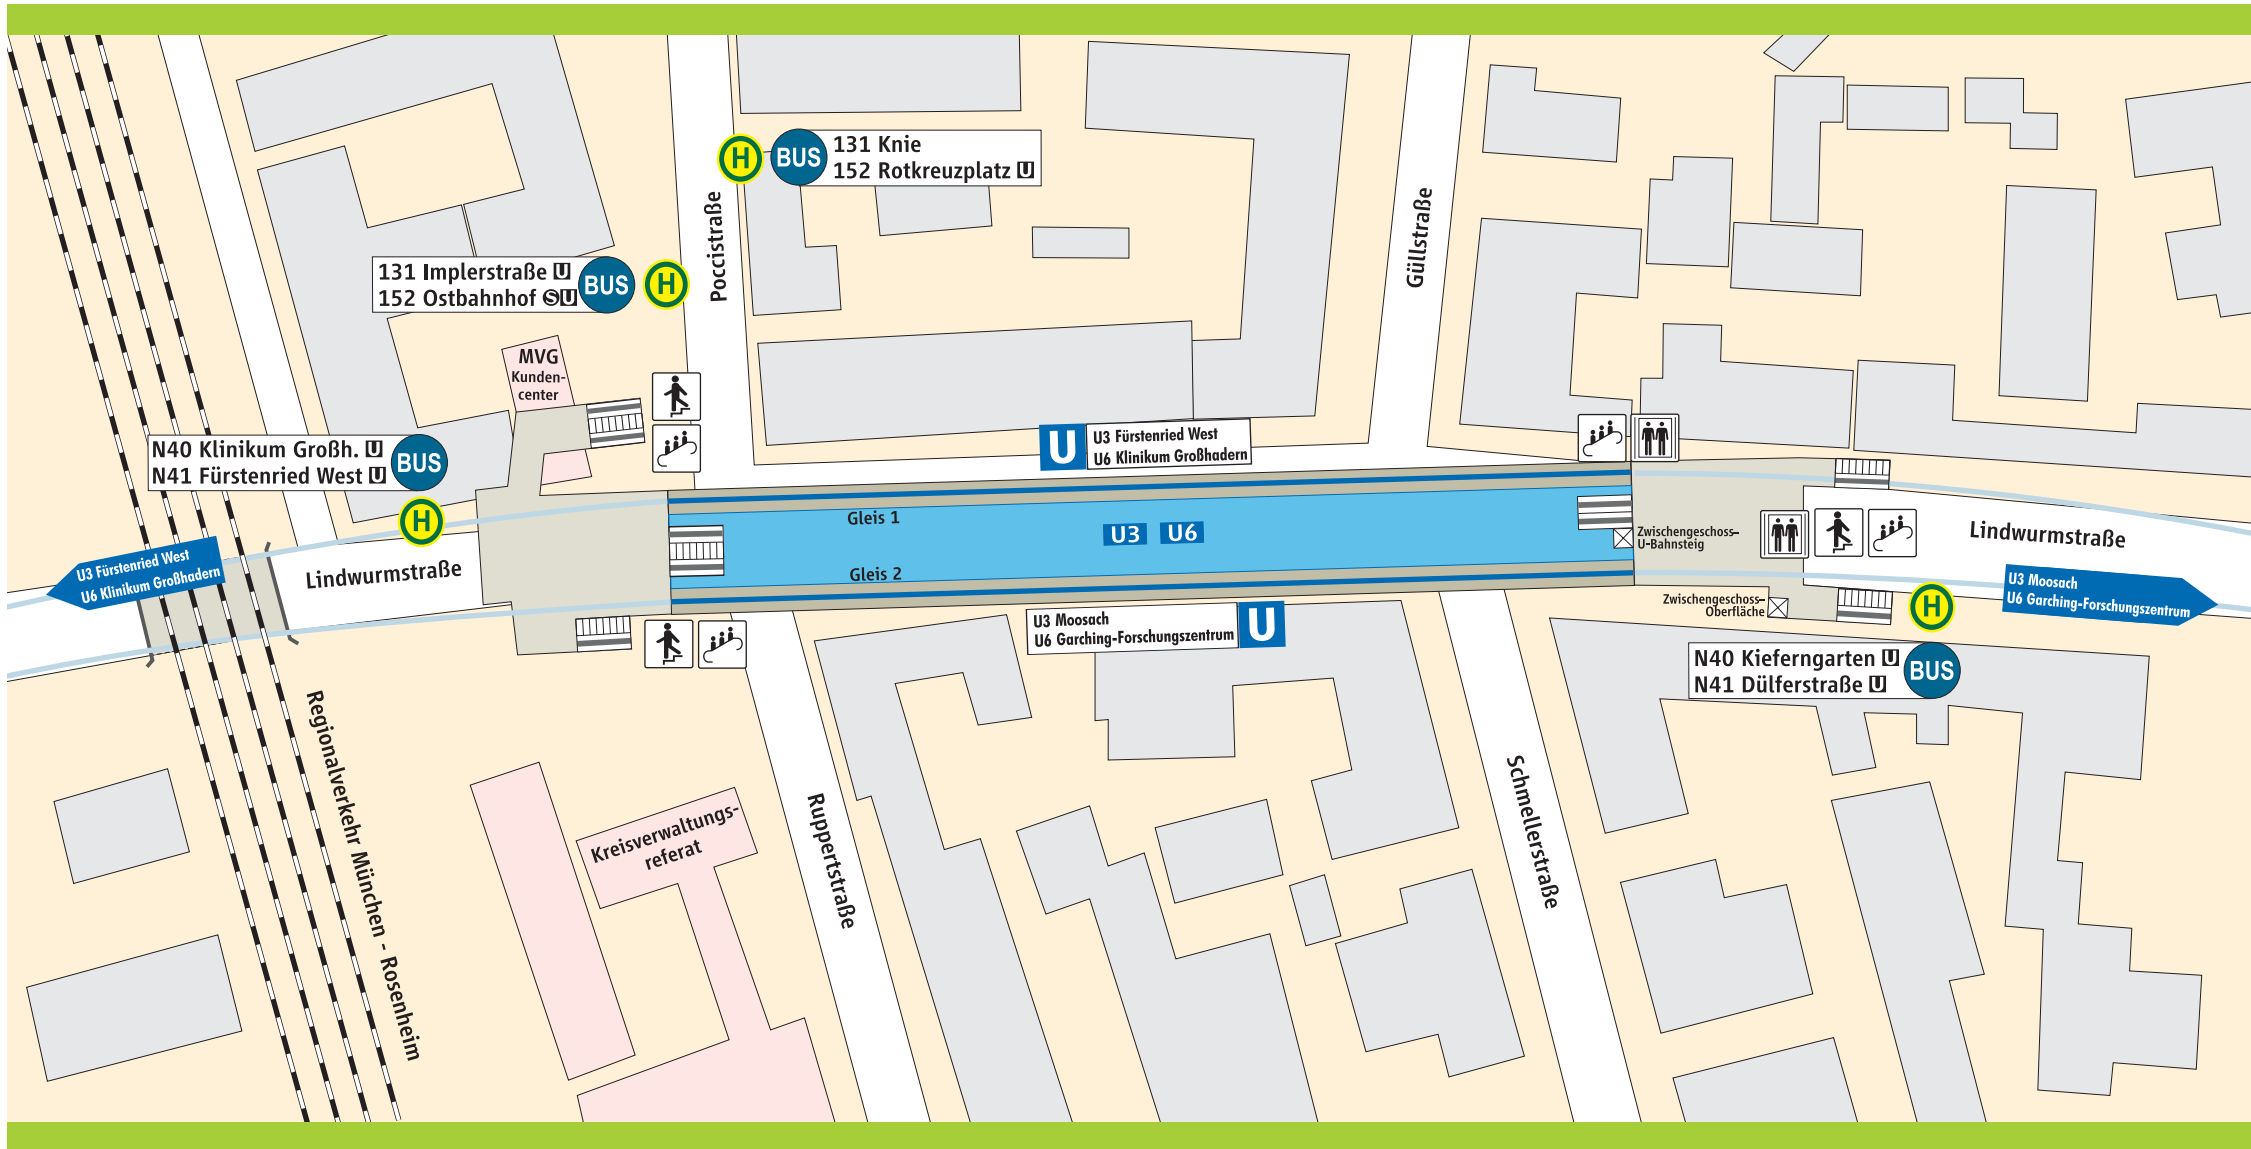 H BUS 131 Knie
152 Rotkreuzplatz U
Poccistraße
Güllstraße
131 Implerstraße U BUS H
152 Ostbahnhof S U
MVG
Kunden-
center
N40 Klinikum Großh. U BUS
N41 Fürstenried West U
H
U U3 Fürstenried West
U6 Klinikum Großhadern
Gleis 1
U3 U6
Gleis 2
Zwischengeschoss–
U-Bahnsteig
Lindwurmstraße
U3 Fürstenried West
U6 Klinikum Großhadern
Lindwurmstraße
U3 Moosach
U6 Garching-Forschungszentrum
Zwischengeschoss–
Oberfläche
H
U3 Moosach U
U6 Garching-Forschungszentrum
N40 Kieferngarten U BUS
N41 Dülferstraße U
Regionalverkehr München - Rosenheim
Kreisverwaltungs-
referat
Ruppertstraße
Schmellerstraße